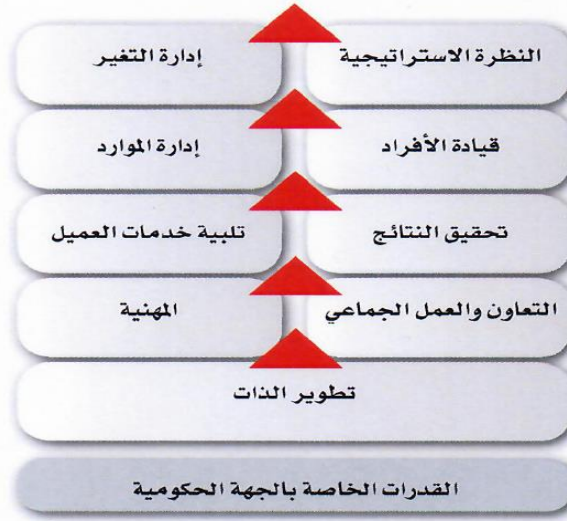 النظرة الاستراتيجية
إدارة التغير
قيادة الأفراد
إدارة الموارد
تحقيق النتائج
تلبية خدمات العميل
التعاون والعمل الجماعي
المهنية
تطوير الذات
القدرات الخاصة بالجهة الحكومية